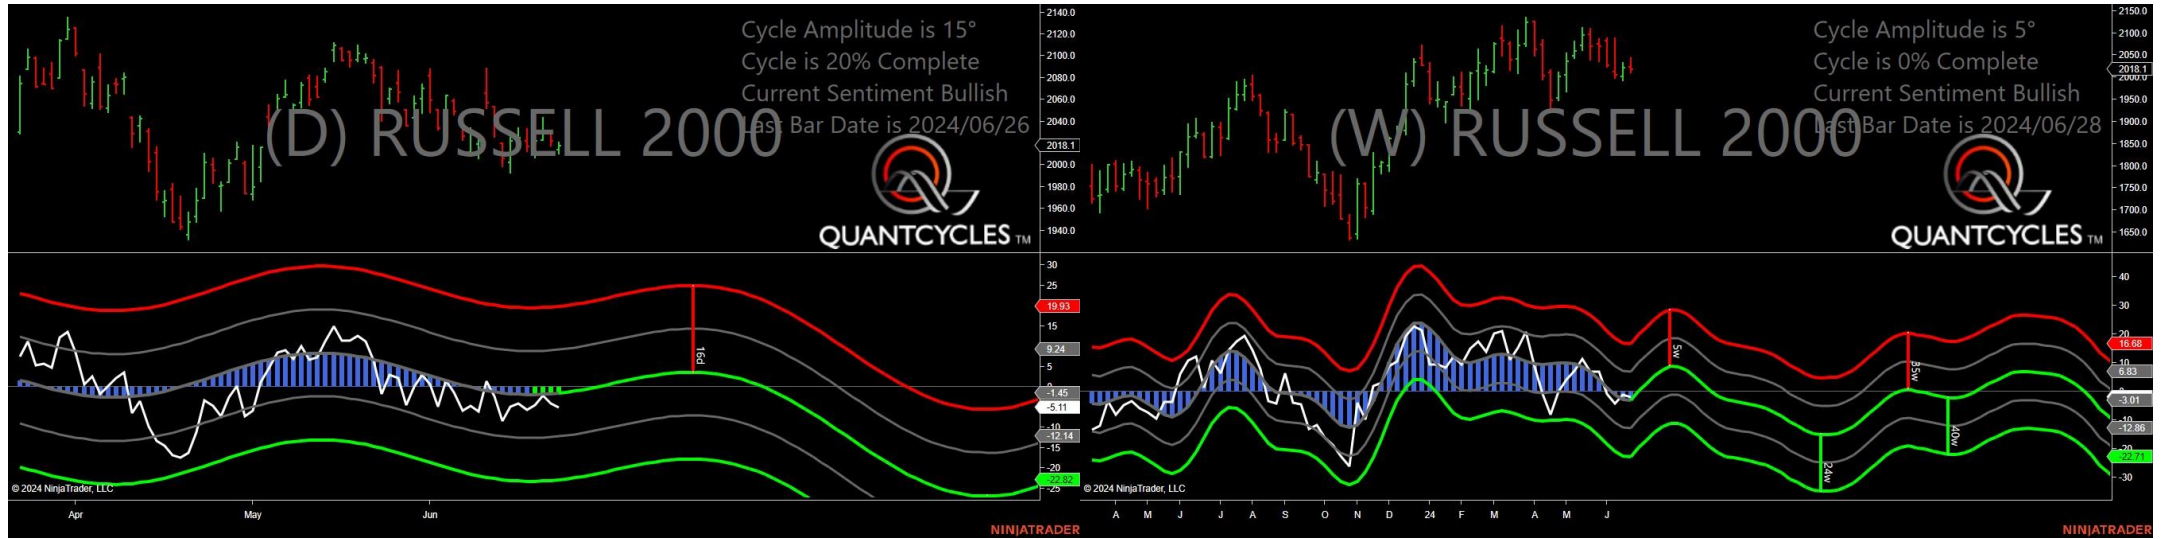 Cycle Amplitude is 15°
Cycle is 20% Complete
Current Sentiment Bullish
Last Bar Date is 2024/06/26
(D) RUSSELL 2000
QUANTCYCLES TM
2140.0
2120.0
2100.0
2080.0
2060.0
2040.0
2018.1
2000.0
1980.0
1960.0
1940.0
30
25
19.93
15
9.24
5
-1.45
-5.11
-10
-12.14
-15
-20
-22.82
-25
16d
© 2024 NinjaTrader, LLC
Apr May Jun
NINJATRADER
Cycle Amplitude is 5°
Cycle is 0% Complete
Current Sentiment Bullish
Last Bar Date is 2024/06/28
(W) RUSSELL 2000
QUANTCYCLES TM
2150.0
2100.0
2050.0
2018.1
2000.0
1950.0
1900.0
1850.0
1800.0
1750.0
1700.0
1650.0
40
30
20
16.68
10
6.83
-3.01
-10
-12.86
-20
-22.71
-30
5w
24w
40w
© 2024 NinjaTrader, LLC
A M J J A S O N D 24 F M A M J
NINJATRADER